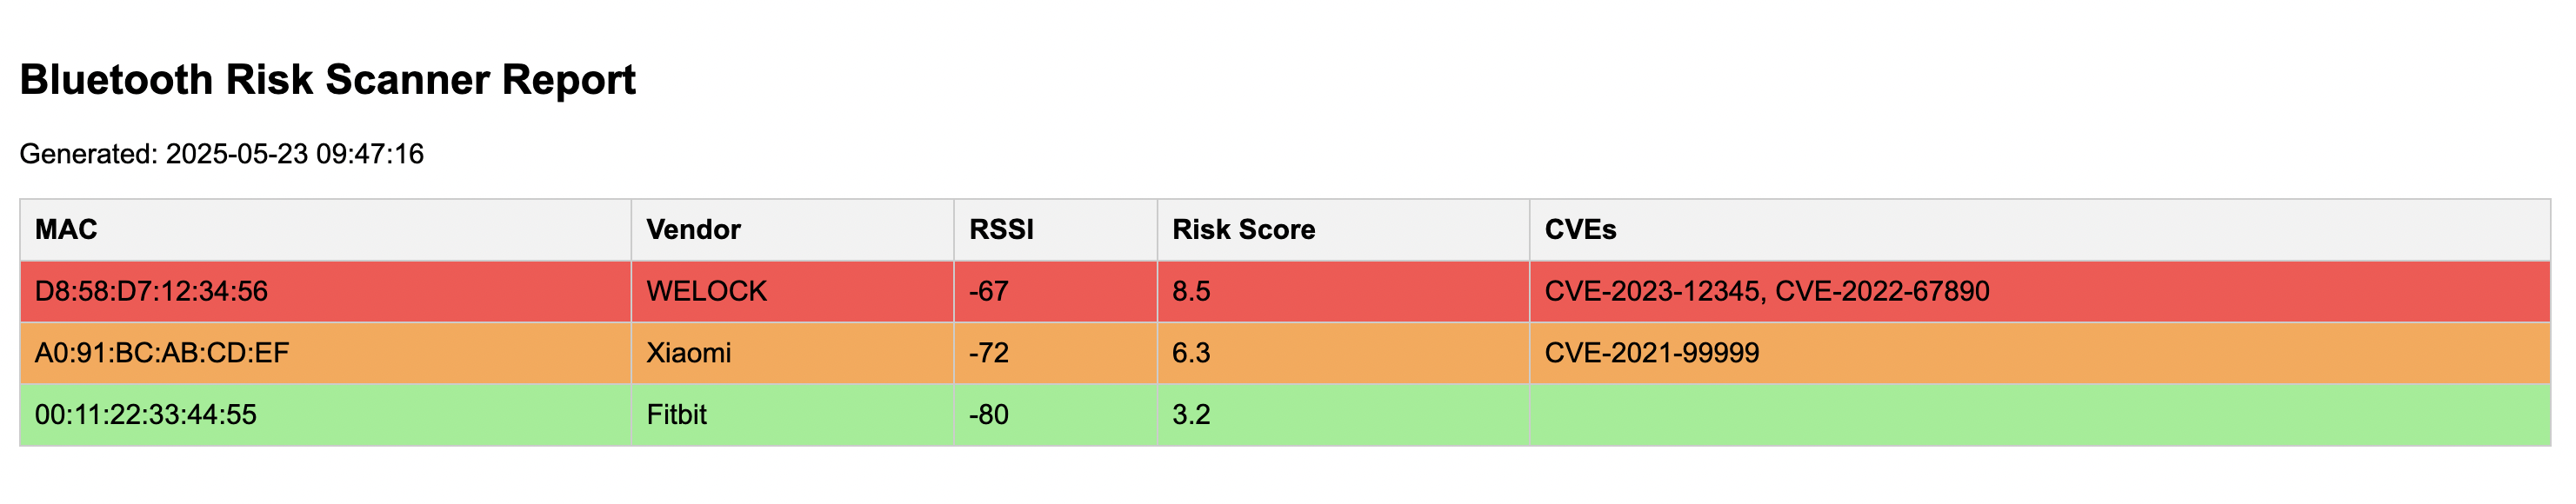 Bluetooth Risk Scanner Report
Generated: 2025-05-23 09:47:16
MAC Vendor RSSI Risk Score CVEs
D8:58:D7:12:34:56 WELOCK -67 8.5 CVE-2023-12345, CVE-2022-67890
A0:91:BC:AB:CD:EF Xiaomi -72 6.3 CVE-2021-99999
00:11:22:33:44:55 Fitbit -80 3.2